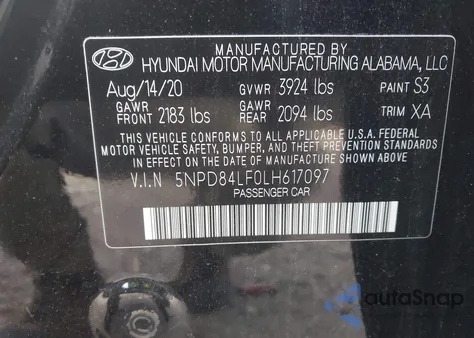 MANUFACTURED BY
HYUNDAI MOTOR MANUFACTURING ALABAMA, LLC
Aug/14/20 GVWR 3924 lbs PAINT S3
GAWR FRONT 2183 lbs GAWR REAR 2094 lbs TRIM XA
THIS VEHICLE CONFORMS TO ALL APPLICABLE U.S.A. FEDERAL
MOTOR VEHICLE SAFETY, BUMPER, AND THEFT PREVENTION STANDARDS
IN EFFECT ON THE DATE OF MANUFACTURE SHOWN ABOVE.
V.I.N 5NPD84LF0LH617097
PASSENGER CAR
autoSnap